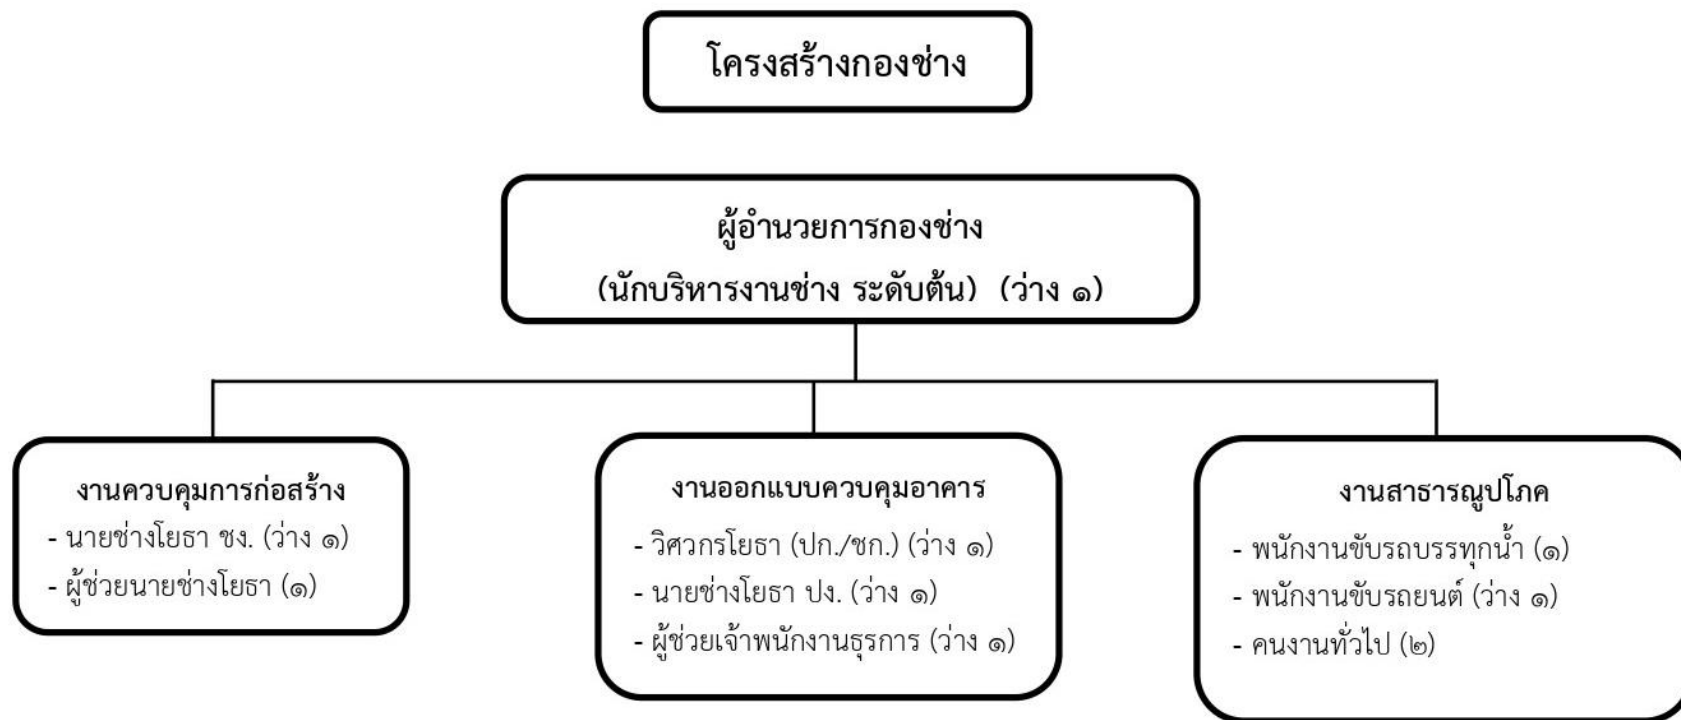 โครงสร้างกองช่าง
ผู้อำนวยการกองช่าง
(นักบริหารงานช่าง ระดับต้น) (ว่าง ๑)
งานควบคุมการก่อสร้าง
- นายช่างโยธา ชง. (ว่าง ๑)
- ผู้ช่วยนายช่างโยธา (๑)
งานออกแบบควบคุมอาคาร
- วิศวกรโยธา (ปก./ชก.) (ว่าง ๑)
- นายช่างโยธา ปง. (ว่าง ๑)
- ผู้ช่วยเจ้าพนักงานธุรการ (ว่าง ๑)
งานสาธารณูปโภค
- พนักงานขับรถบรรทุกน้ำ (๑)
- พนักงานขับรถยนต์ (ว่าง ๑)
- คนงานทั่วไป (๒)